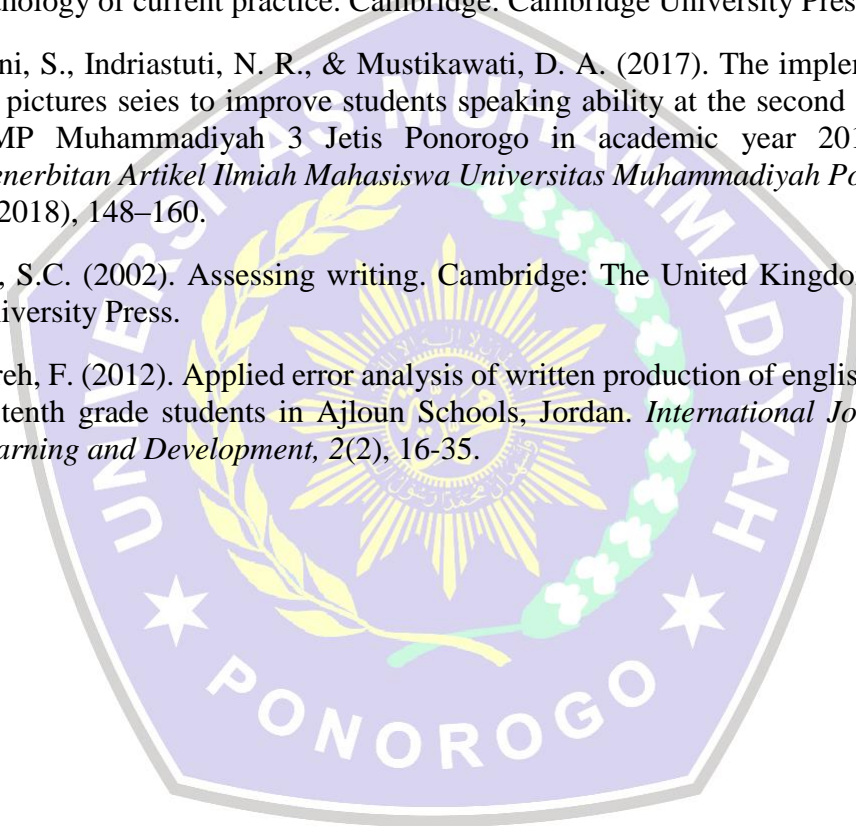 nology of current practice. Cambridge: Cambridge University Pres
ni, S., Indriastuti, N. R., & Mustikawati, D. A. (2017). The implen
pictures seies to improve students speaking ability at the second
MP Muhammadiyah 3 Jetis Ponorogo in academic year 201
enerbitan Artikel Ilmiah Mahasiswa Universitas Muhammadiyah Po
2018), 148–160.
, S.C. (2002). Assessing writing. Cambridge: The United Kingdo
iversity Press.
reh, F. (2012). Applied error analysis of written production of englis
tenth grade students in Ajloun Schools, Jordan. International Jo
arning and Development, 2(2), 16-35.
UNIVERSITAS MUHAMMADIYAH
PONOROGO